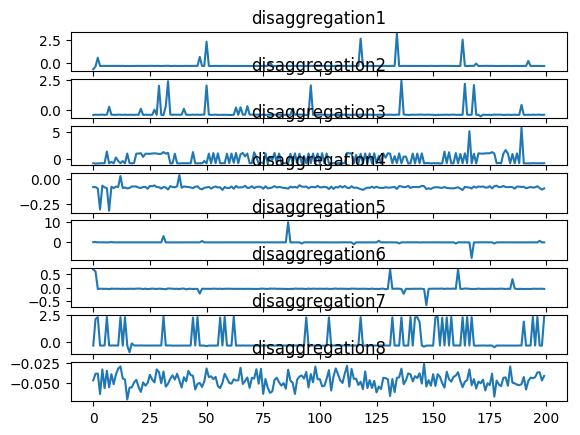 disaggregation1
2.5
0.0
disaggregation2
2.5
0.0
disaggregation3
5
0
disaggregation4
0.00
−0.25
disaggregation5
10
0
disaggregation6
0.5
0.0
−0.5
disaggregation7
2.5
0.0
disaggregation8
−0.025
−0.050
0 25 50 75 100 125 150 175 200